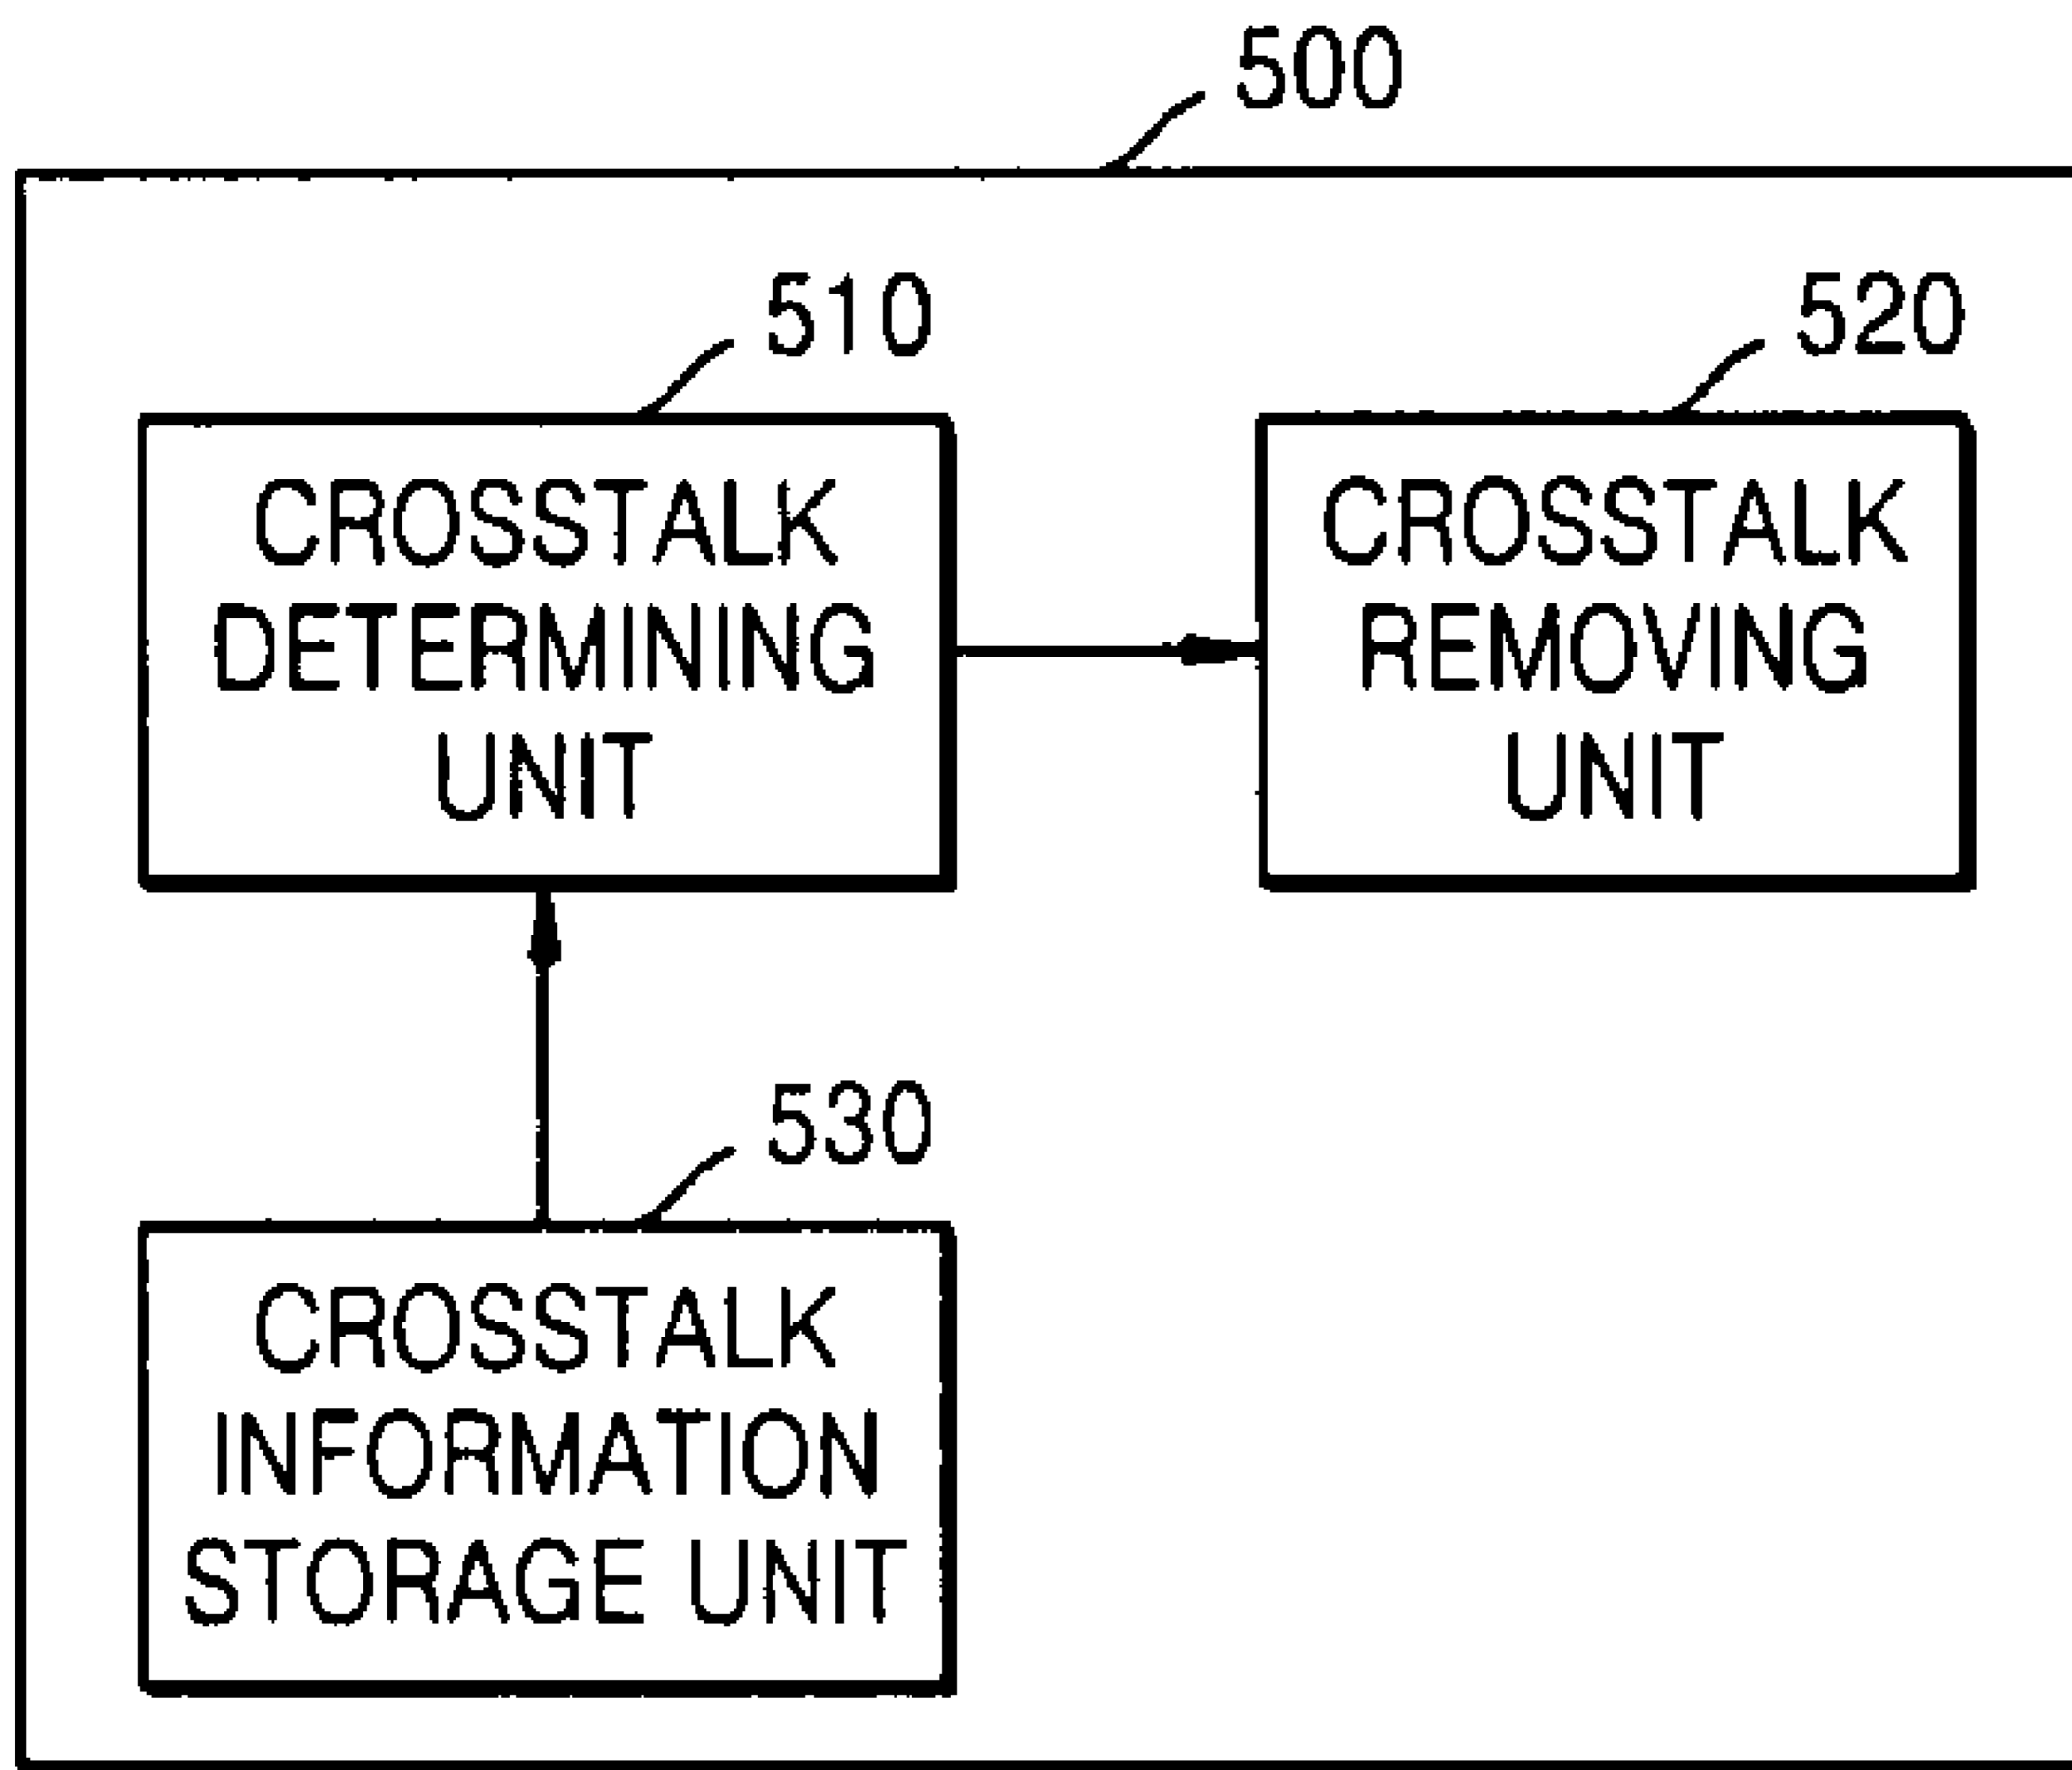 500
510
CROSSTALK
DETERMINING
UNIT
520
CROSSTALK
REMOVING
UNIT
530
CROSSTALK
INFORMATION
STORAGE UNIT